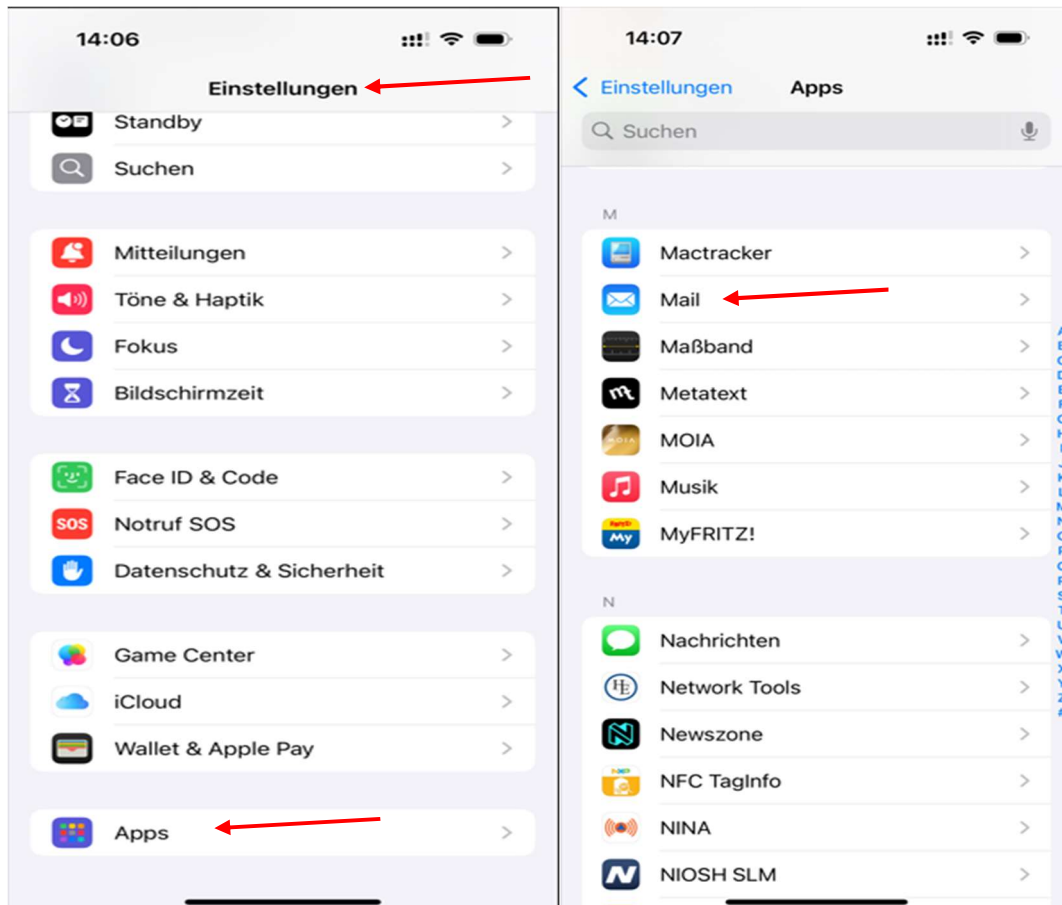 14:06
Einstellungen
Standby
Suchen
Mitteilungen
Töne & Haptik
Fokus
Bildschirmzeit
Face ID & Code
SOS
Notruf SOS
Datenschutz & Sicherheit
Game Center
iCloud
Wallet & Apple Pay
Apps
14:07
Einstellungen
Apps
Suchen
M
Mactracker
Mail
Maßband
Metatext
MOIA
MOIA
Musik
My
MyFRITZ!
N
Nachrichten
HE
Network Tools
N
Newszone
NFC TagInfo
NINA
N
NIOSH SLM